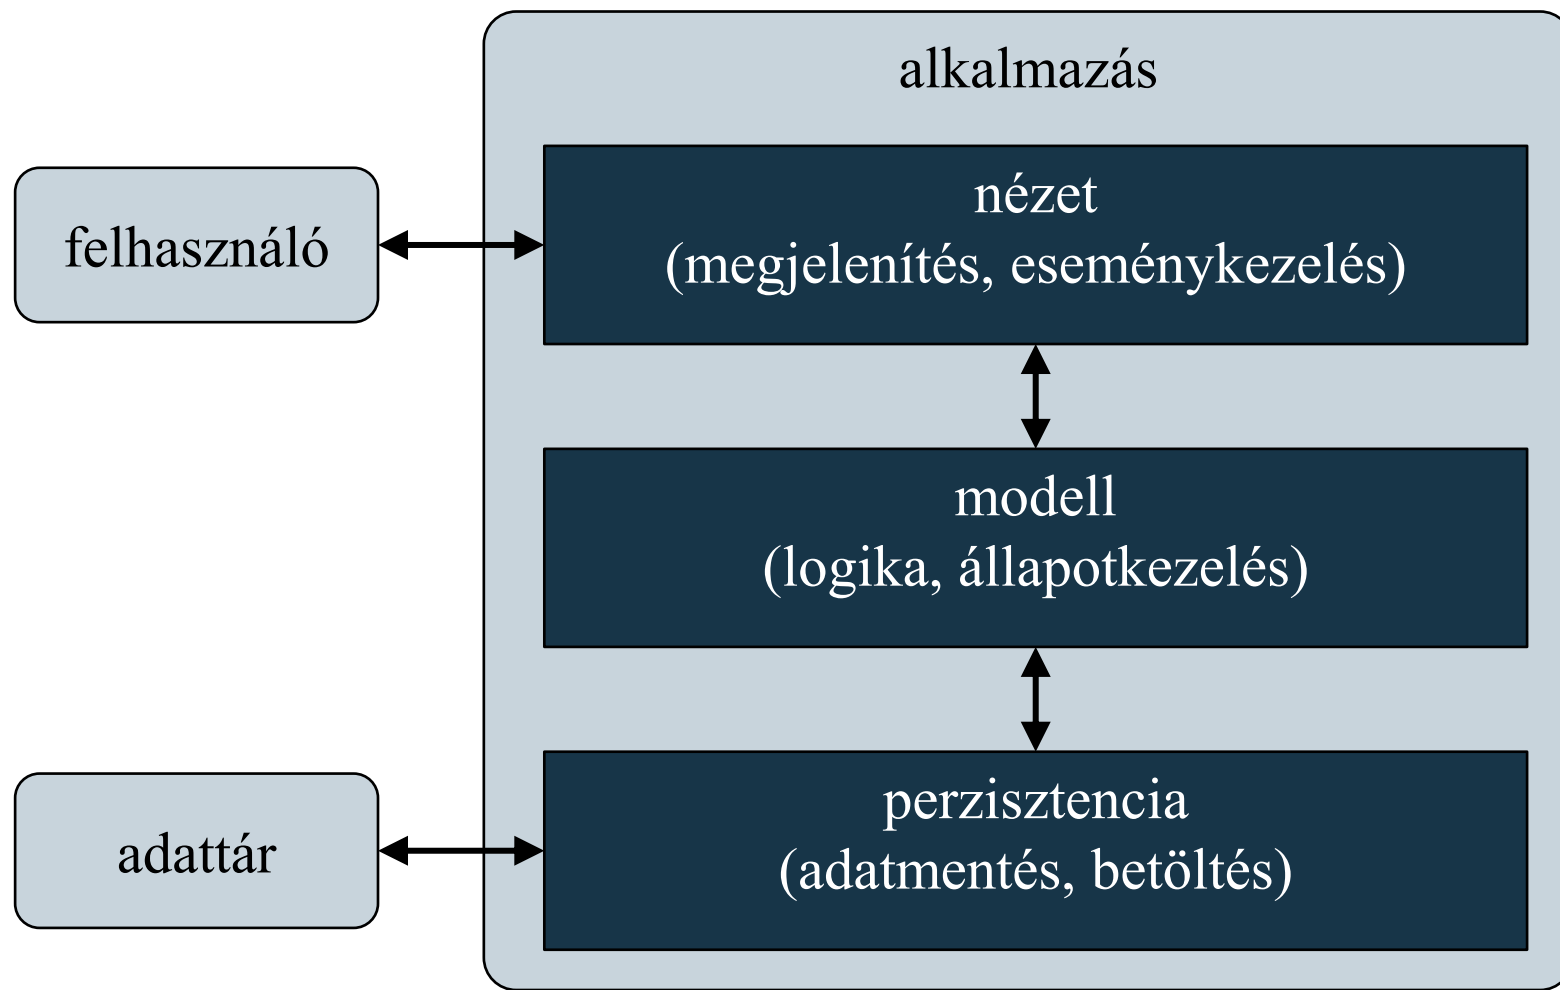 alkalmazás
felhasználó
nézet
(megjelenítés, eseménykezelés)
modell
(logika, állapotkezelés)
adattár
perzisztencia
(adatmentés, betöltés)